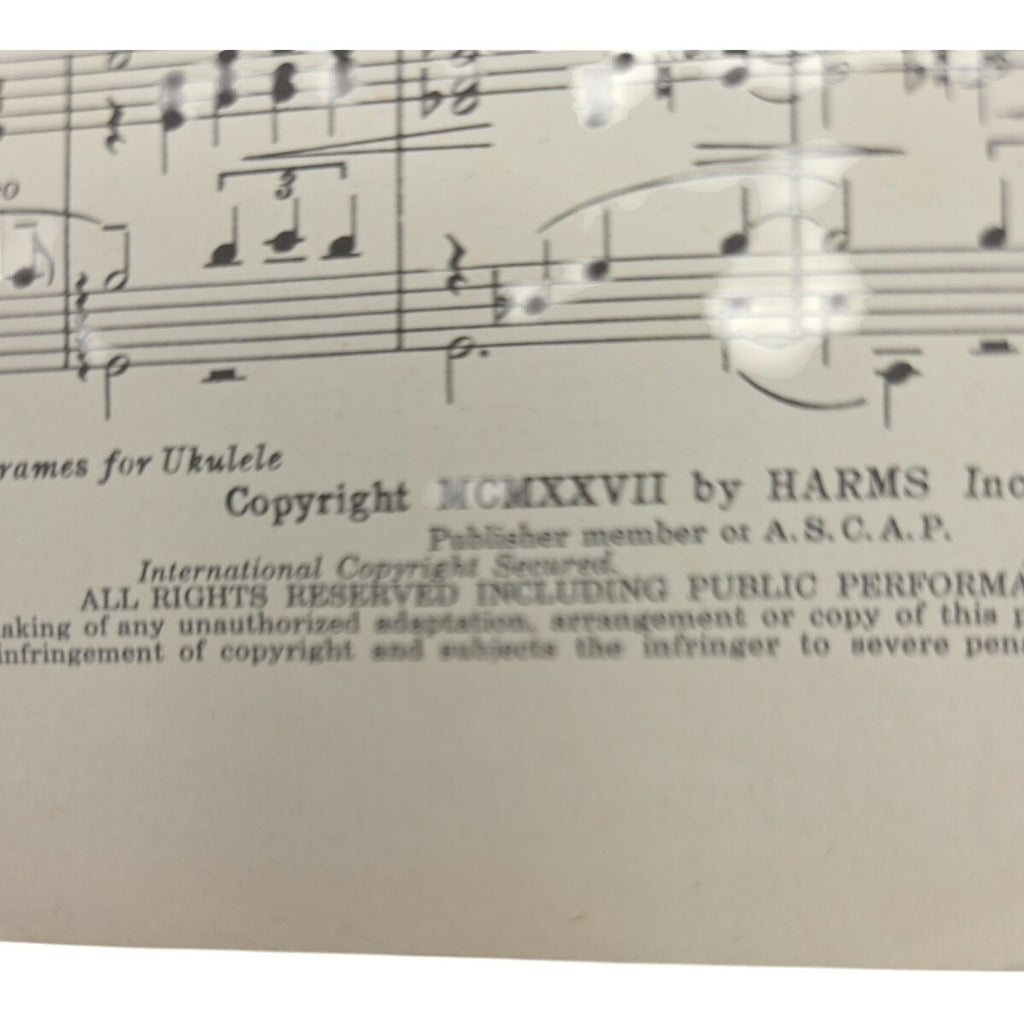 3
rames for Ukulele
Copyright MCMXXVII by HARMS Inc
Publisher member of A.S.C.A.P.
International Copyright Secured.
ALL RIGHTS RESERVED INCLUDING PUBLIC PERFORMA
aking of any unauthorized adaptation, arrangement or copy of this p
infringement of copyright and subjects the infringer to severe pen